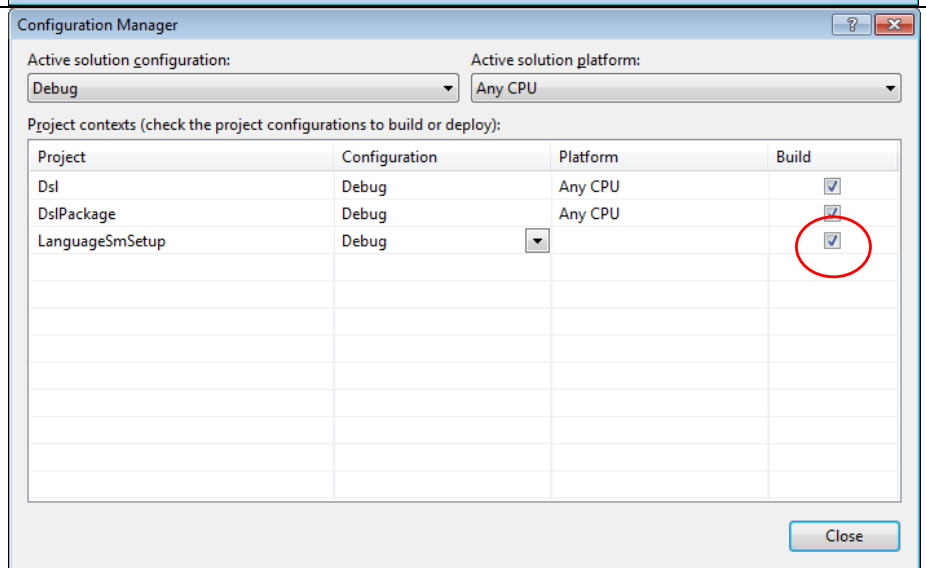 Configuration Manager
Active solution configuration: Active solution platform:
Debug Any CPU
Project contexts (check the project configurations to build or deploy):
Project Configuration Platform Build
Dsl Debug Any CPU
DslPackage Debug Any CPU
LanguageSmSetup Debug
Close